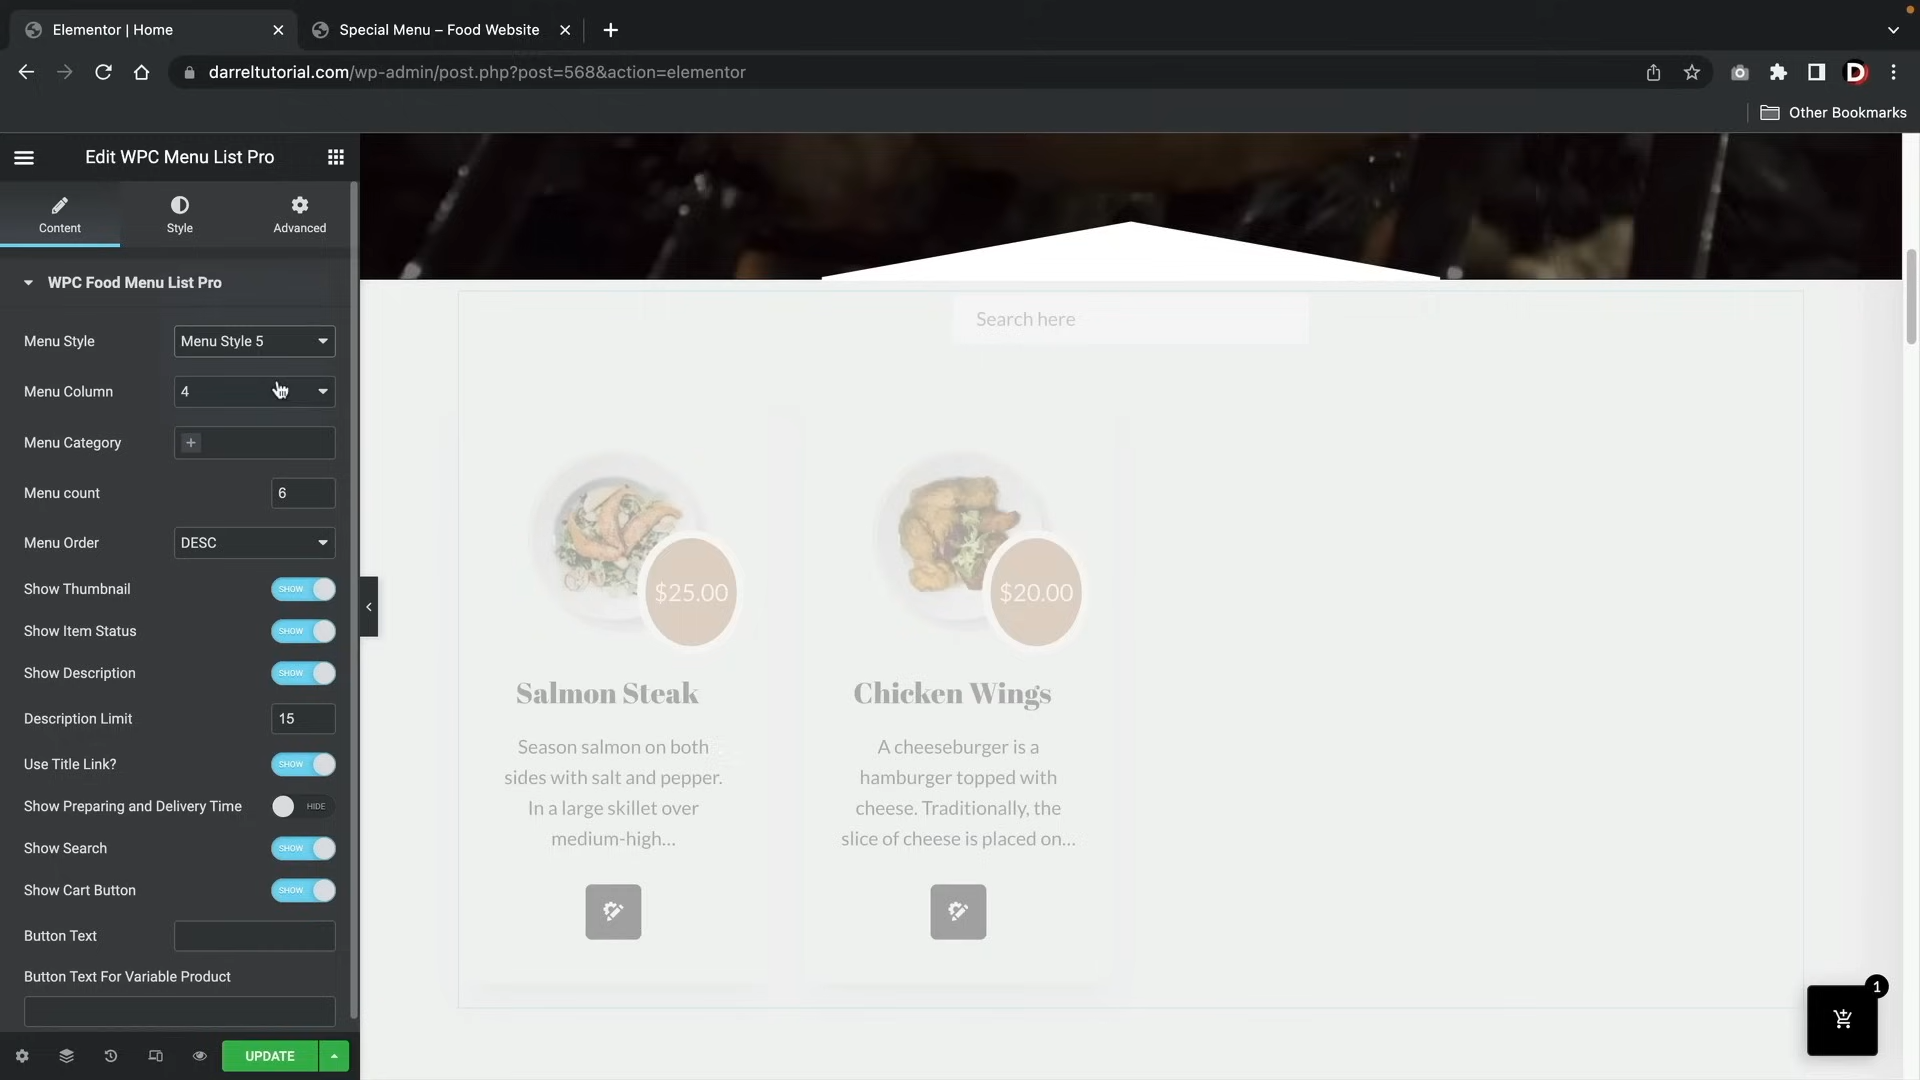 Elementor | Home
Special Menu – Food Website
darreltutorial.com/wp-admin/post.php?post=568&action=elementor
D
Other Bookmarks
Edit WPC Menu List Pro
Content
Style
Advanced
WPC Food Menu List Pro
Menu Style
Menu Style 5
Menu Column
4
Menu Category
Menu count
6
Menu Order
DESC
Show Thumbnail
SHOW
Show Item Status
SHOW
Show Description
SHOW
Description Limit
15
Use Title Link?
SHOW
Show Preparing and Delivery Time
HIDE
Show Search
SHOW
Show Cart Button
SHOW
Button Text
Button Text For Variable Product
UPDATE
Search here
$25.00
Salmon Steak
Season salmon on both
sides with salt and pepper.
In a large skillet over
medium-high...
$20.00
Chicken Wings
A cheeseburger is a
hamburger topped with
cheese. Traditionally, the
slice of cheese is placed on...
1